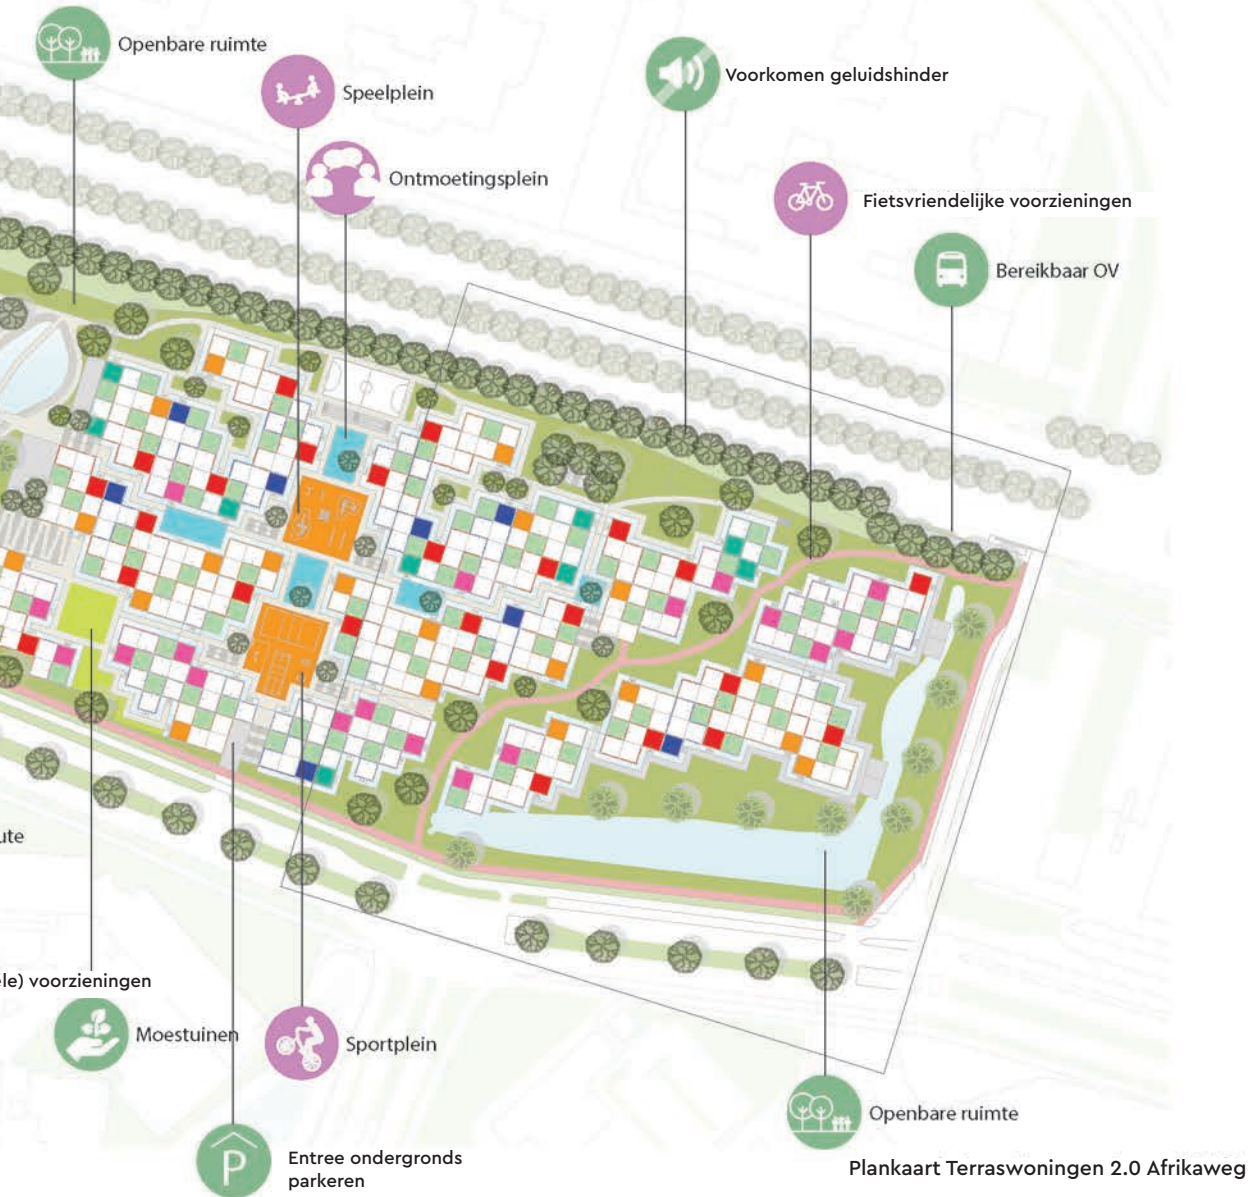 Openbare ruimte
Speelplein
Voorkomen geluidshinder
Ontmoetingsplein
Fietsvriendelijke voorzieningen
Bereikbaar OV
ute
ele) voorzieningen
Moestuinen
Sportplein
Openbare ruimte
P
Entree ondergronds
parkeren
Plankaart Terraswoningen 2.0 Afrikaweg